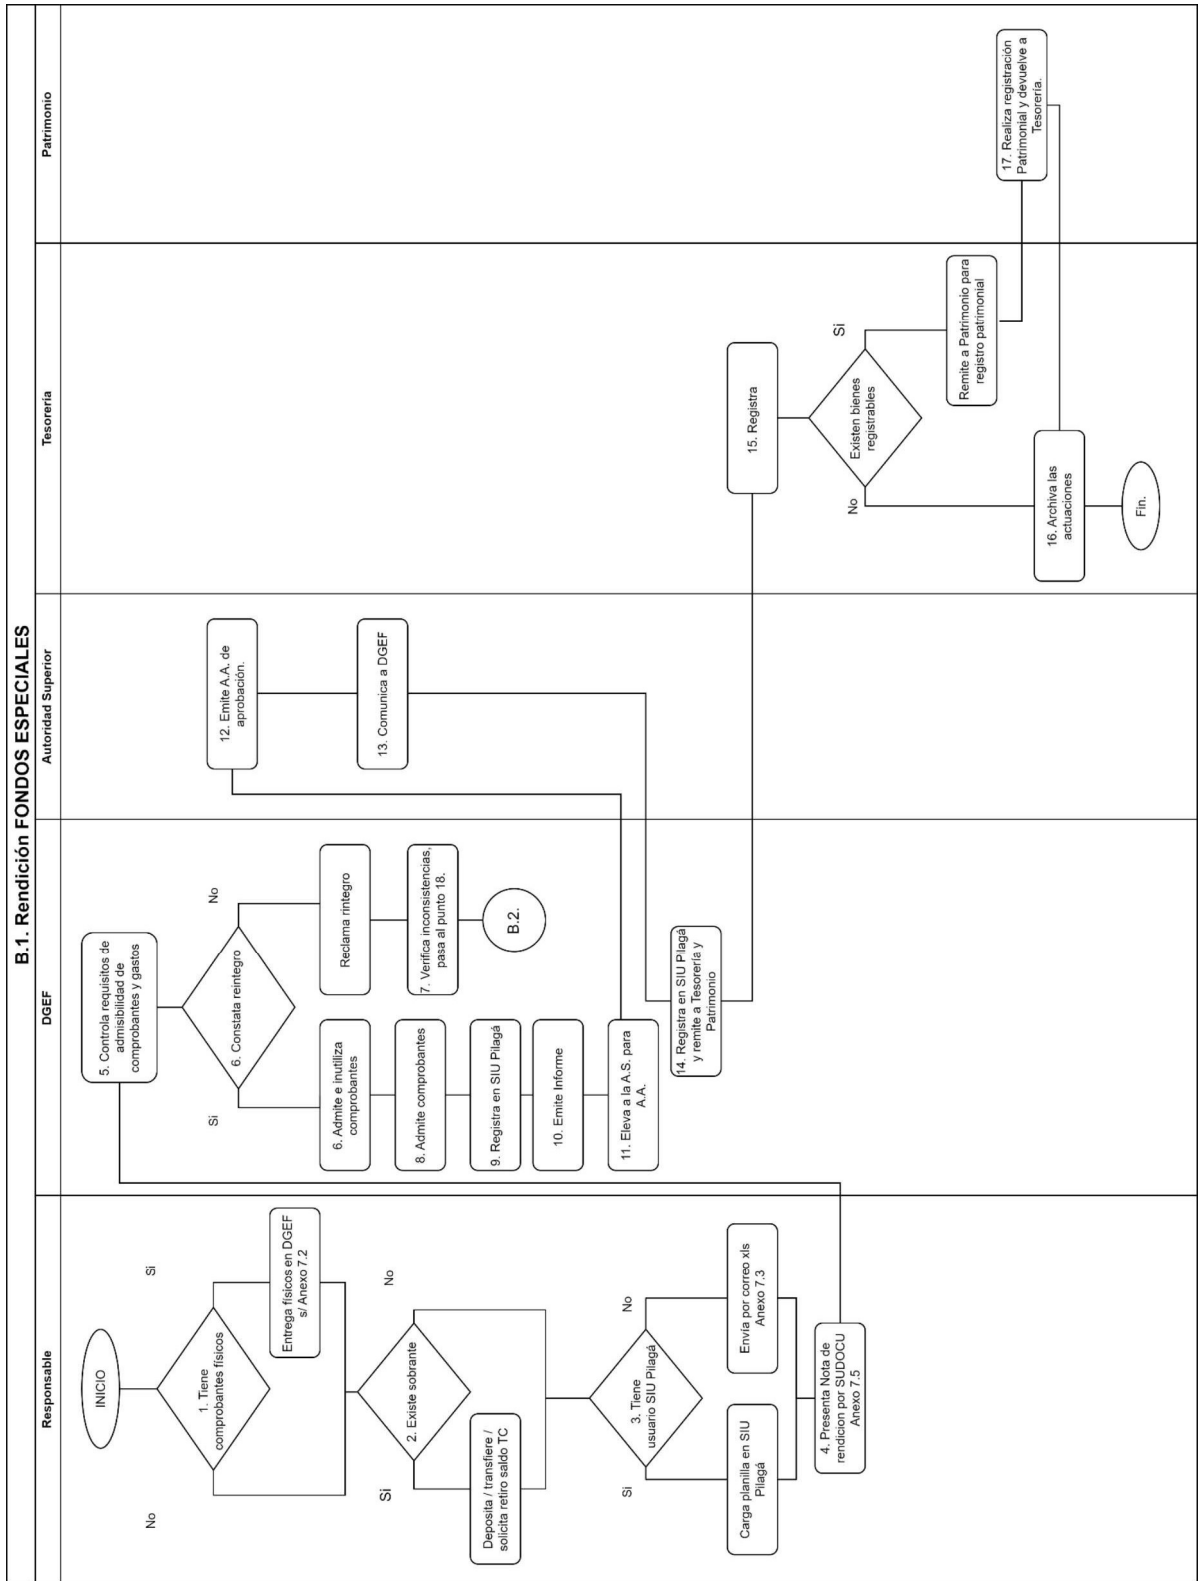 B.1. Rendición FONDOS ESPECIALES
Responsable
DGEF
Autoridad Superior
Tesorería
Patrimonio
INICIO
1. Tiene
comprobantes físicos
No
Si
Entrega físicos en DGEF
s/ Anexo 7.2
2. Existe sobrante
Si
No
Deposita / transfiere /
solicita retiro saldo TC
3. Tiene
usuario SIU Pilagá
Si
No
Carga planilla en SIU
Pilagá
Envía por correo xls
Anexo 7.3
4. Presenta Nota de
rendicion por SUDOCU
Anexo 7.5
5. Controla requisitos de
admisibilidad de
comprobantes y gastos
6. Constata reintegro
Si
No
6. Admite e inutiliza
comprobantes
Reclama rintegro
8. Admite comprobantes
7. Verifica inconsistencias,
pasa al punto 18.
9. Registra en SIU Pilagá
B.2.
10. Emite Informe
11. Eleva a la A.S. para
A.A.
12. Emite A.A. de
aprobación.
13. Comunica a DGEF
14. Registra en SIU Pilagá
y remite a Tesorería y
Patrimonio
15. Registra
Existen bienes
registrables
No
Si
Remite a Patrimonio para
registro patrimonial
17. Realiza registración
Patrimonial y devuelve a
Tesorería.
16. Archiva las
actuaciones
Fin.